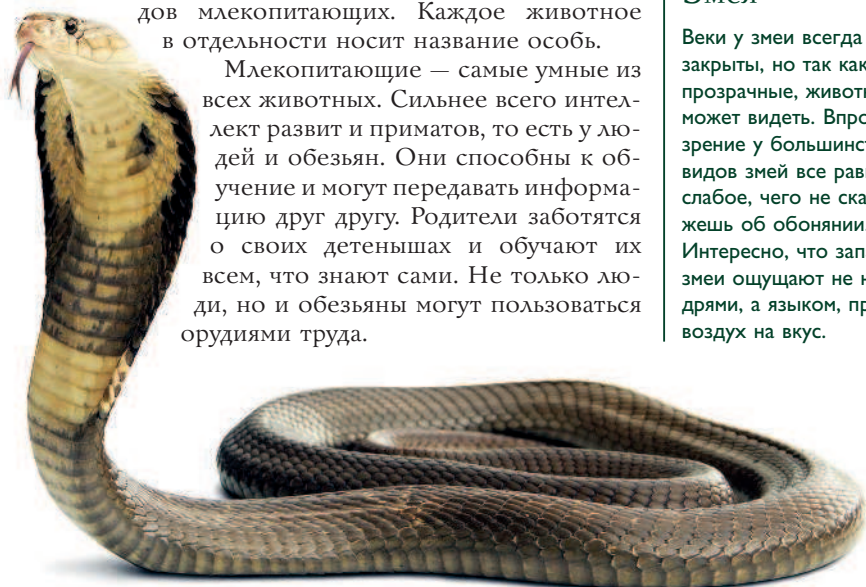 дов млекопитающих. Каждое животное
в отдельности носит название особь.
Млекопитающие — самые умные из
всех животных. Сильнее всего интел-
лект развит и приматов, то есть у лю-
дей и обезьян. Они способны к об-
учение и могут передавать информа-
цию друг другу. Родители заботятся
о своих детенышах и обучают их
всем, что знают сами. Не только лю-
ди, но и обезьяны могут пользоваться
орудиями труда.
Веки у змеи всегда
закрыты, но так как
прозрачные, животн
может видеть. Впро
зрение у большинст
видов змей все рав
слабое, чего не ска
жешь об обонянии.
Интересно, что зап
змеи ощущают не н
дрями, а языком, пр
воздух на вкус.